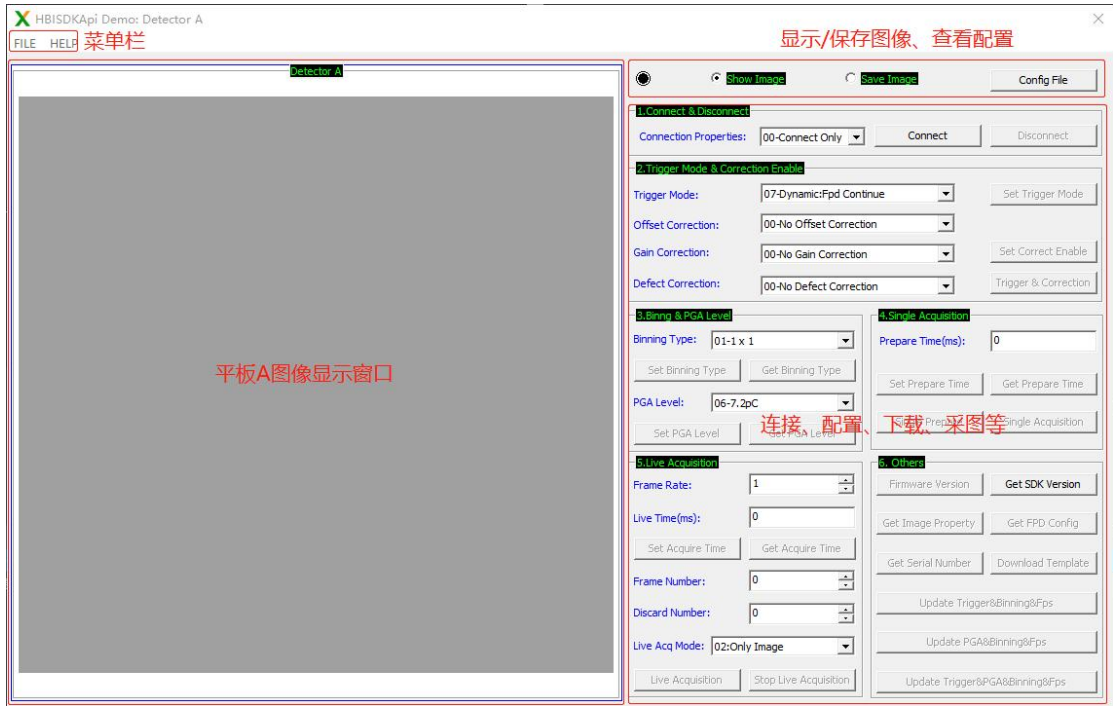 HBISDKApi Demo: Detector A
FILE HELP 菜单栏
显示/保存图像、查看配置
Detector A
平板A图像显示窗口
Show Image Save Image Config File
1.Connect & Disconnect
Connection Properties: 00-Connect Only Connect Disconnect
2.Trigger Mode & Correction Enable
Trigger Mode: 07-Dynamic:Fpd Continue Set Trigger Mode
Offset Correction: 00-No Offset Correction
Gain Correction: 00-No Gain Correction Set Correct Enable
Defect Correction: 00-No Defect Correction Trigger & Correction
3.Binng & PGA Level
Binning Type: 01-1 x 1
Set Binning Type Get Binning Type
PGA Level: 06-7.2pC
Set PGA Level Get PGA Level
4.Single Acquisition
Prepare Time(ms): 0
Set Prepare Time Get Prepare Time
Prepare Single Acquisition
连接、配置、下载、采图等
5.Live Acquisition
Frame Rate: 1
Live Time(ms): 0
Set Acquire Time Get Acquire Time
Frame Number: 0
Discard Number: 0
Live Acq Mode: 02:Only Image
Live Acquisition Stop Live Acquisition
6. Others
Firmware Version Get SDK Version
Get Image Property Get FPD Config
Get Serial Number Download Template
Update Trigger&Binning&Fps
Update PGA&Binning&Fps
Update Trigger&PGA&Binning&Fps